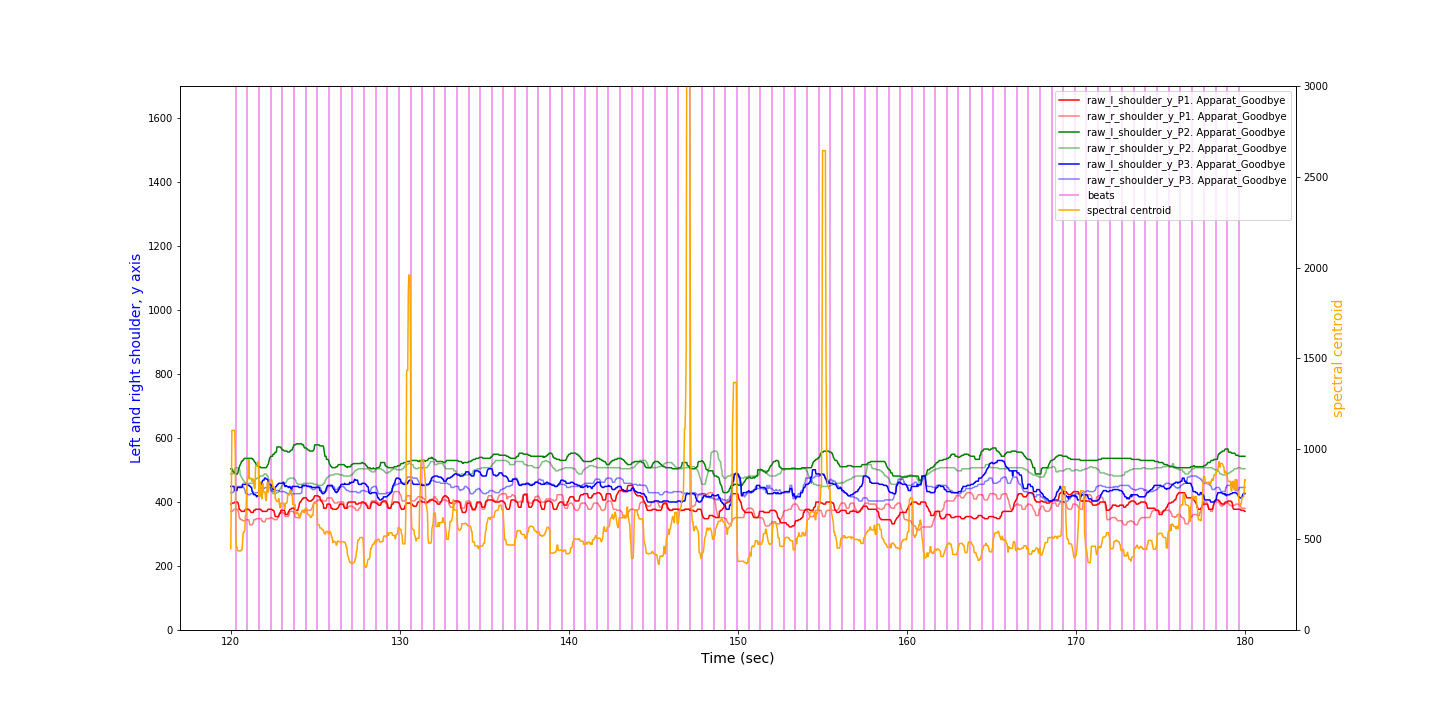 raw_l_shoulder_y_P1. Apparat_Goodbye
raw_r_shoulder_y_P1. Apparat_Goodbye
raw_l_shoulder_y_P2. Apparat_Goodbye
raw_r_shoulder_y_P2. Apparat_Goodbye
raw_l_shoulder_y_P3. Apparat_Goodbye
raw_r_shoulder_y_P3. Apparat_Goodbye
beats
spectral centroid
Left and right shoulder, y axis
1600
1400
1200
1000
800
600
400
200
0
3000
2500
2000
1500
1000
500
0
spectral centroid
120
130
140
150
160
170
180
Time (sec)